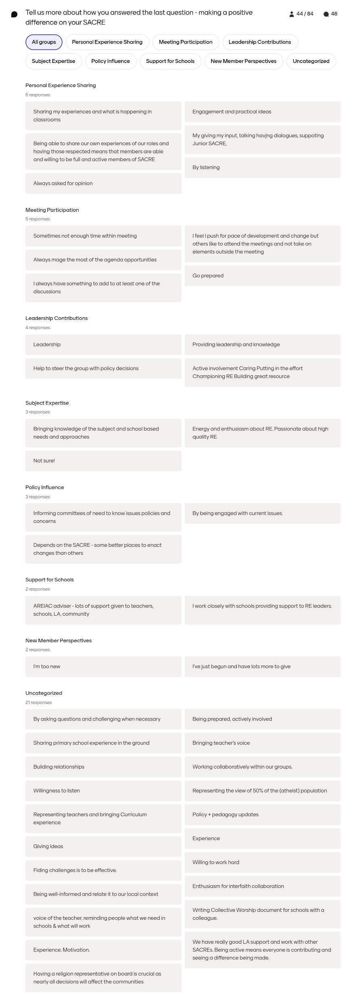 Tell us more about how you answered the last question - making a positive
difference on your SACRE
44 / 84
46
All groups
Personal Experience Sharing
Meeting Participation
Leadership Contributions
Subject Expertise
Policy Influence
Support for Schools
New Member Perspectives
Uncategorized
Personal Experience Sharing
6 responses
Sharing my experiences and what is happening in
classrooms
Being able to share our own experiences of our roles and
having those respected means that members are able
and willing to be full and active members of SACRE
Always asked for opinion
Engagement and practical ideas
My giving my input, talking havjng dialogues, suppoting
Junior SACRE,
By listening
Meeting Participation
5 responses
Sometimes not enough time within meeting
Always mage the most of the agenda opportunities
I always have something to add to at least one of the
discussions
I feel I push for pace of development and change but
others like to attend the meetings and not take on
elements outside the meeting
Go prepared
Leadership Contributions
4 responses
Leadership
Help to steer the group with policy decisions
Providing leadership and knowledge
Active involvement Caring Putting in the effort
Championing RE Building great resource
Subject Expertise
3 responses
Bringing knowledge of the subject and school based
needs and approaches
Not sure!
Energy and enthusiasm about RE. Passionate about high
quality RE
Policy Influence
3 responses
Informing committees of need to know issues policies and
concerns
Depends on the SACRE - some better places to enact
changes than others
By being engaged with current issues.
Support for Schools
2 responses
AREIAC adviser - lots of support given to teachers,
schools, LA, community
I work closely with schools providing support to RE leaders.
New Member Perspectives
2 responses
I'm too new
I've just begun and have lots more to give
Uncategorized
21 responses
By asking questions and challenging when necessary
Sharing primary school experience in the ground
Building relationships
Willingness to listen
Representing teachers and bringing Curriculum
experience
Giving ideas
Fiding challenges is to be effective.
Being well-informed and relate it to our local context
voice of the teacher, reminding people what we need in
schools & what will work
Experience. Motivation.
Having a religion representative on board is crucial as
nearly all decisions will affect the communities
Being prepared, actively involved
Bringing teacher's voice
Working collaboratively within our groups.
Representing the view of 50% of the (atheist) population
Policy + pedagogy updates
Experience
Willing to work hard
Enthusiasm for interfaith collaboration
Writing Collective Worship document for schools with a
colleague.
We have really good LA support and work with other
SACREs. Being active means everyone is contributing and
seeing a difference being made.